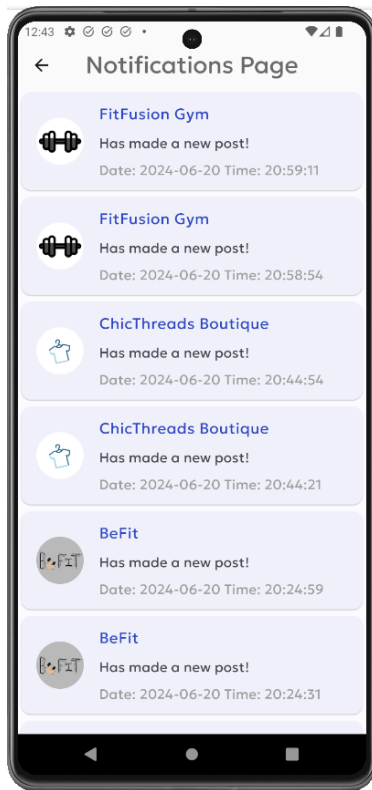 12:43
Notifications Page
FitFusion Gym
Has made a new post!
Date: 2024-06-20 Time: 20:59:11
FitFusion Gym
Has made a new post!
Date: 2024-06-20 Time: 20:58:54
ChicThreads Boutique
Has made a new post!
Date: 2024-06-20 Time: 20:44:54
ChicThreads Boutique
Has made a new post!
Date: 2024-06-20 Time: 20:44:21
BeFit
BeFiT
Has made a new post!
Date: 2024-06-20 Time: 20:24:59
BeFit
BeFiT
Has made a new post!
Date: 2024-06-20 Time: 20:24:31